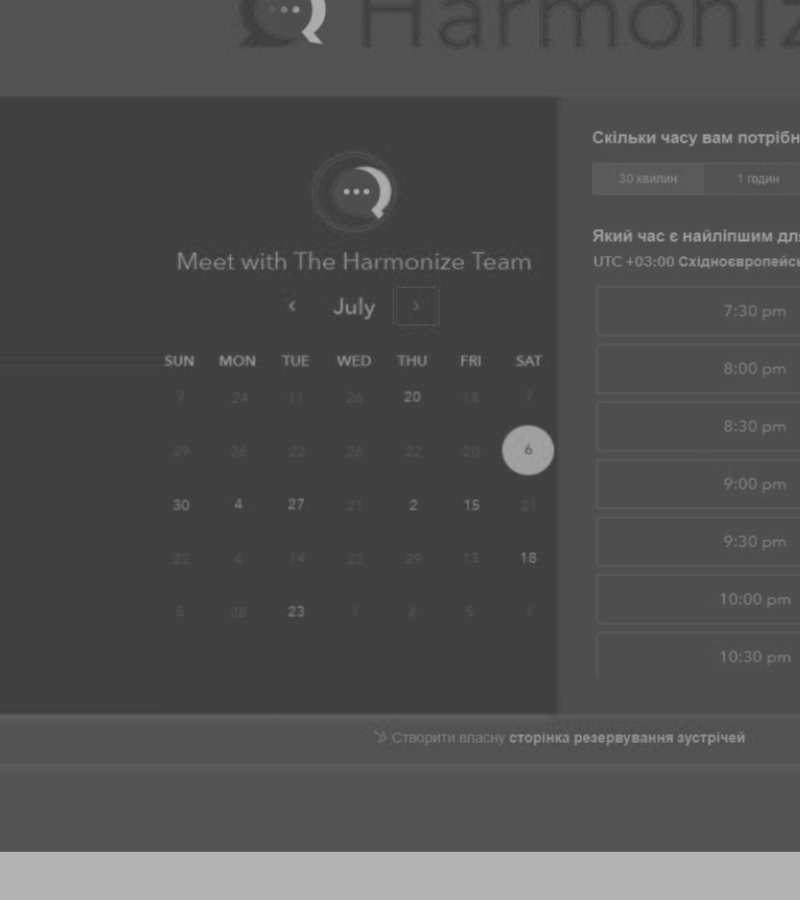 Harmoniz
Скільки часу вам потрібн
30 хвилин 1 годин
Meet with The Harmonize Team
July
Який час є найліпшим дл
UTC +03:00 Східноєвропейс
SUN MON TUE WED THU FRI SAT
7 24 11 26 20 18 7
29 26 22 26 22 20 6
30 4 27 21 2 15 21
22 4 14 22 29 13 18
5 28 23 1 4 5 1
7:30 pm
8:00 pm
8:30 pm
9:00 pm
9:30 pm
10:00 pm
10:30 pm
Створити власну сторінка резервування зустрічей